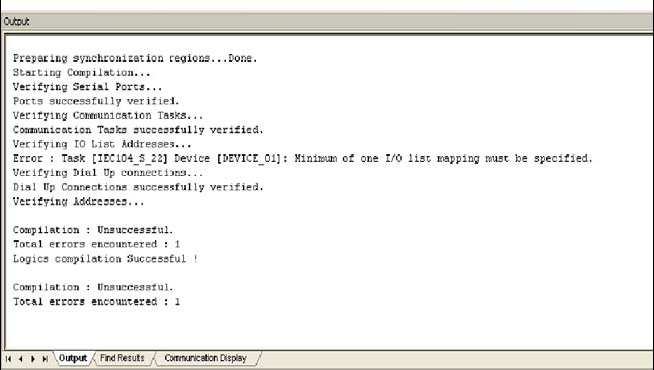 Output
Preparing synchronization regions...Done.
Starting Compilation...
Verifying Serial Ports...
Ports successfully verified.
Verifying Communication Tasks...
Communication Tasks successfully verified.
Verifying IO List Addresses...
Error : Task [IEC104_S_22] Device [DEVICE_01]: Minimum of one I/O list mapping must be specified.
Verifying Dial Up connections...
Dial Up Connections successfully verified.
Verifying Addresses...
Compilation : Unsuccessful.
Total errors encountered : 1
Logics compilation Successful !
Compilation : Unsuccessful.
Total errors encountered : 1
Output Find Results Communication Display